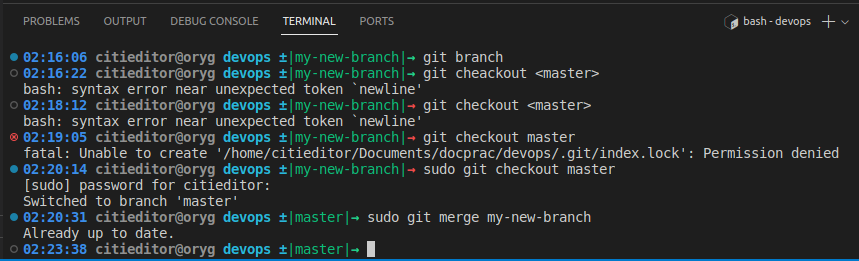 PROBLEMS OUTPUT DEBUG CONSOLE TERMINAL PORTS bash - devops
02:16:06 citieditor@oryg devops ±|my-new-branch|→ git branch
02:16:22 citieditor@oryg devops ±|my-new-branch|→ git cheackout <master>
bash: syntax error near unexpected token `newline'
02:18:12 citieditor@oryg devops ±|my-new-branch|→ git checkout <master>
bash: syntax error near unexpected token `newline'
02:19:05 citieditor@oryg devops ±|my-new-branch|→ git checkout master
fatal: Unable to create '/home/citieditor/Documents/docprac/devops/.git/index.lock': Permission denied
02:20:14 citieditor@oryg devops ±|my-new-branch|→ sudo git checkout master
[sudo] password for citieditor:
Switched to branch 'master'
02:20:31 citieditor@oryg devops ±|master|→ sudo git merge my-new-branch
Already up to date.
02:23:38 citieditor@oryg devops ±|master|→